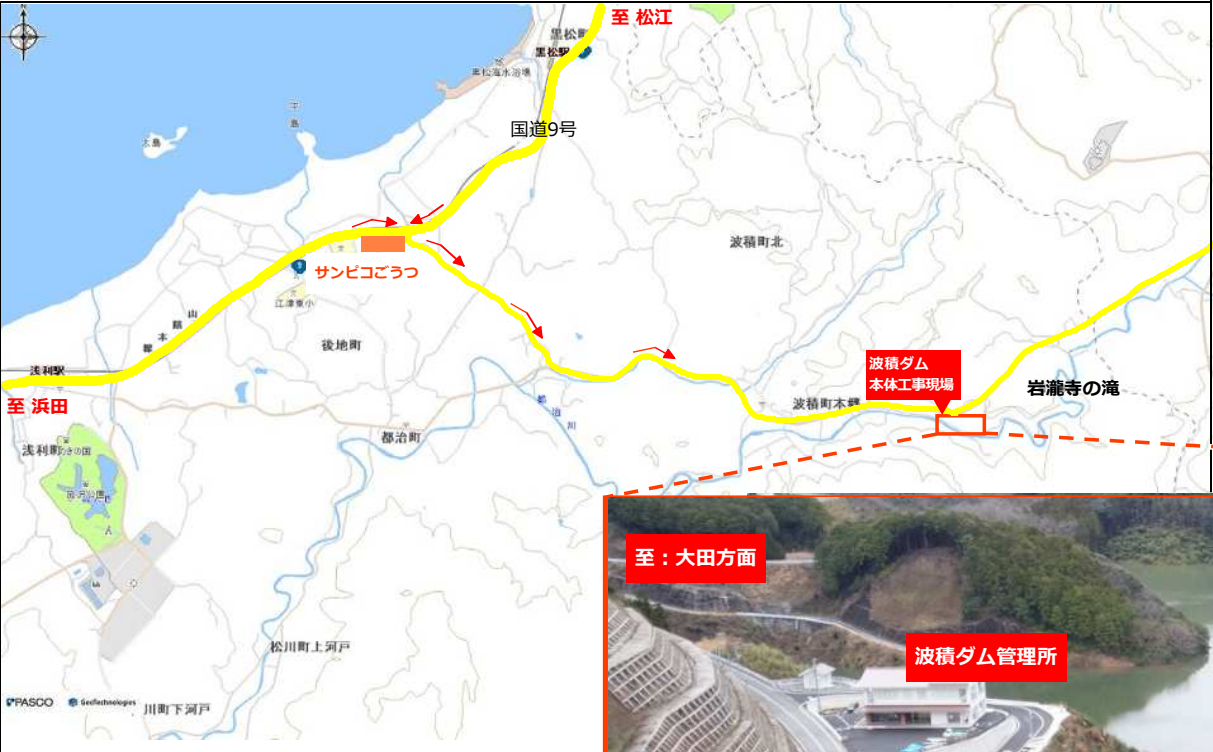 至 松江
黒松町
黒松駅
黒松海水浴場
国道9号
大島
波積町北
サンピコごうつ
江津東小
山陰本線
後地町
浅利駅
至 浜田
波積ダム
本体工事現場
岩瀧寺の滝
波積町本郷
都治川
都治町
浅利町
至：大田方面
松川町上河戸
波積ダム管理所
PASCO
GeoTechnologies
川町下河戸